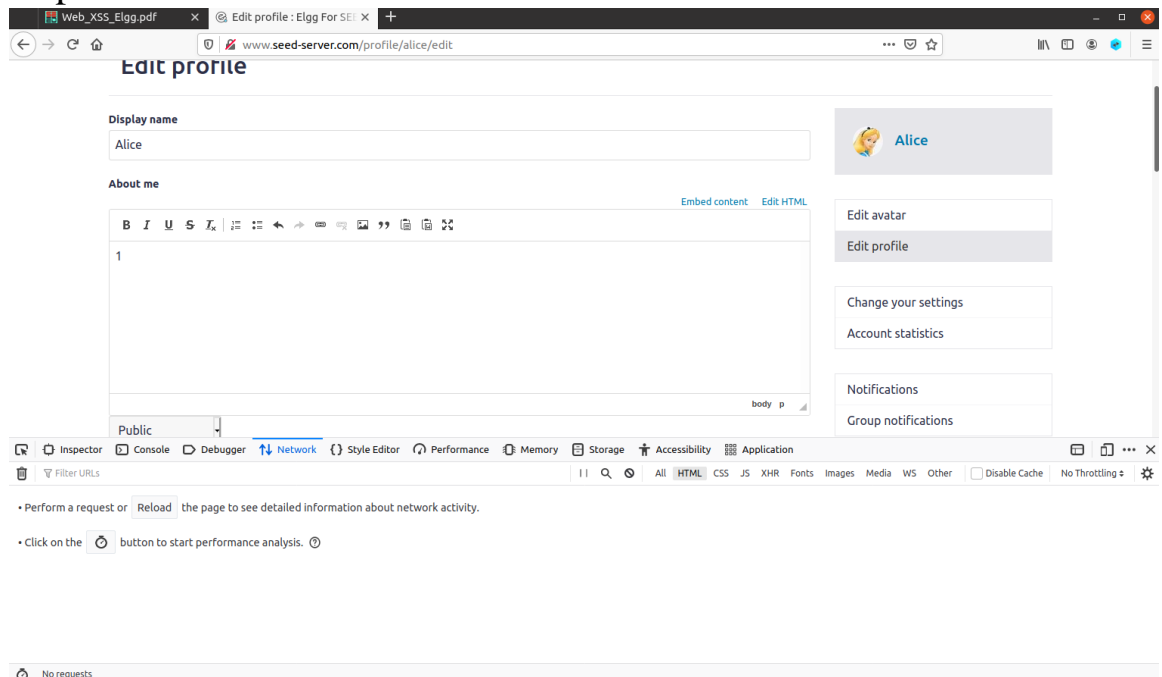 Web_XSS_Elgg.pdf
Edit profile : Elgg For SEE
www.seed-server.com/profile/alice/edit
Edit profile
Display name
Alice
Alice
About me
Embed content Edit HTML
Edit avatar
B I U S Ix
Edit profile
1
Change your settings
Account statistics
Notifications
body p
Group notifications
Public
Inspector Console Debugger Network {} Style Editor Performance Memory Storage Accessibility Application
Filter URLs All HTML CSS JS XHR Fonts Images Media WS Other Disable Cache No Throttling
• Perform a request or Reload the page to see detailed information about network activity.
• Click on the button to start performance analysis.
No requests